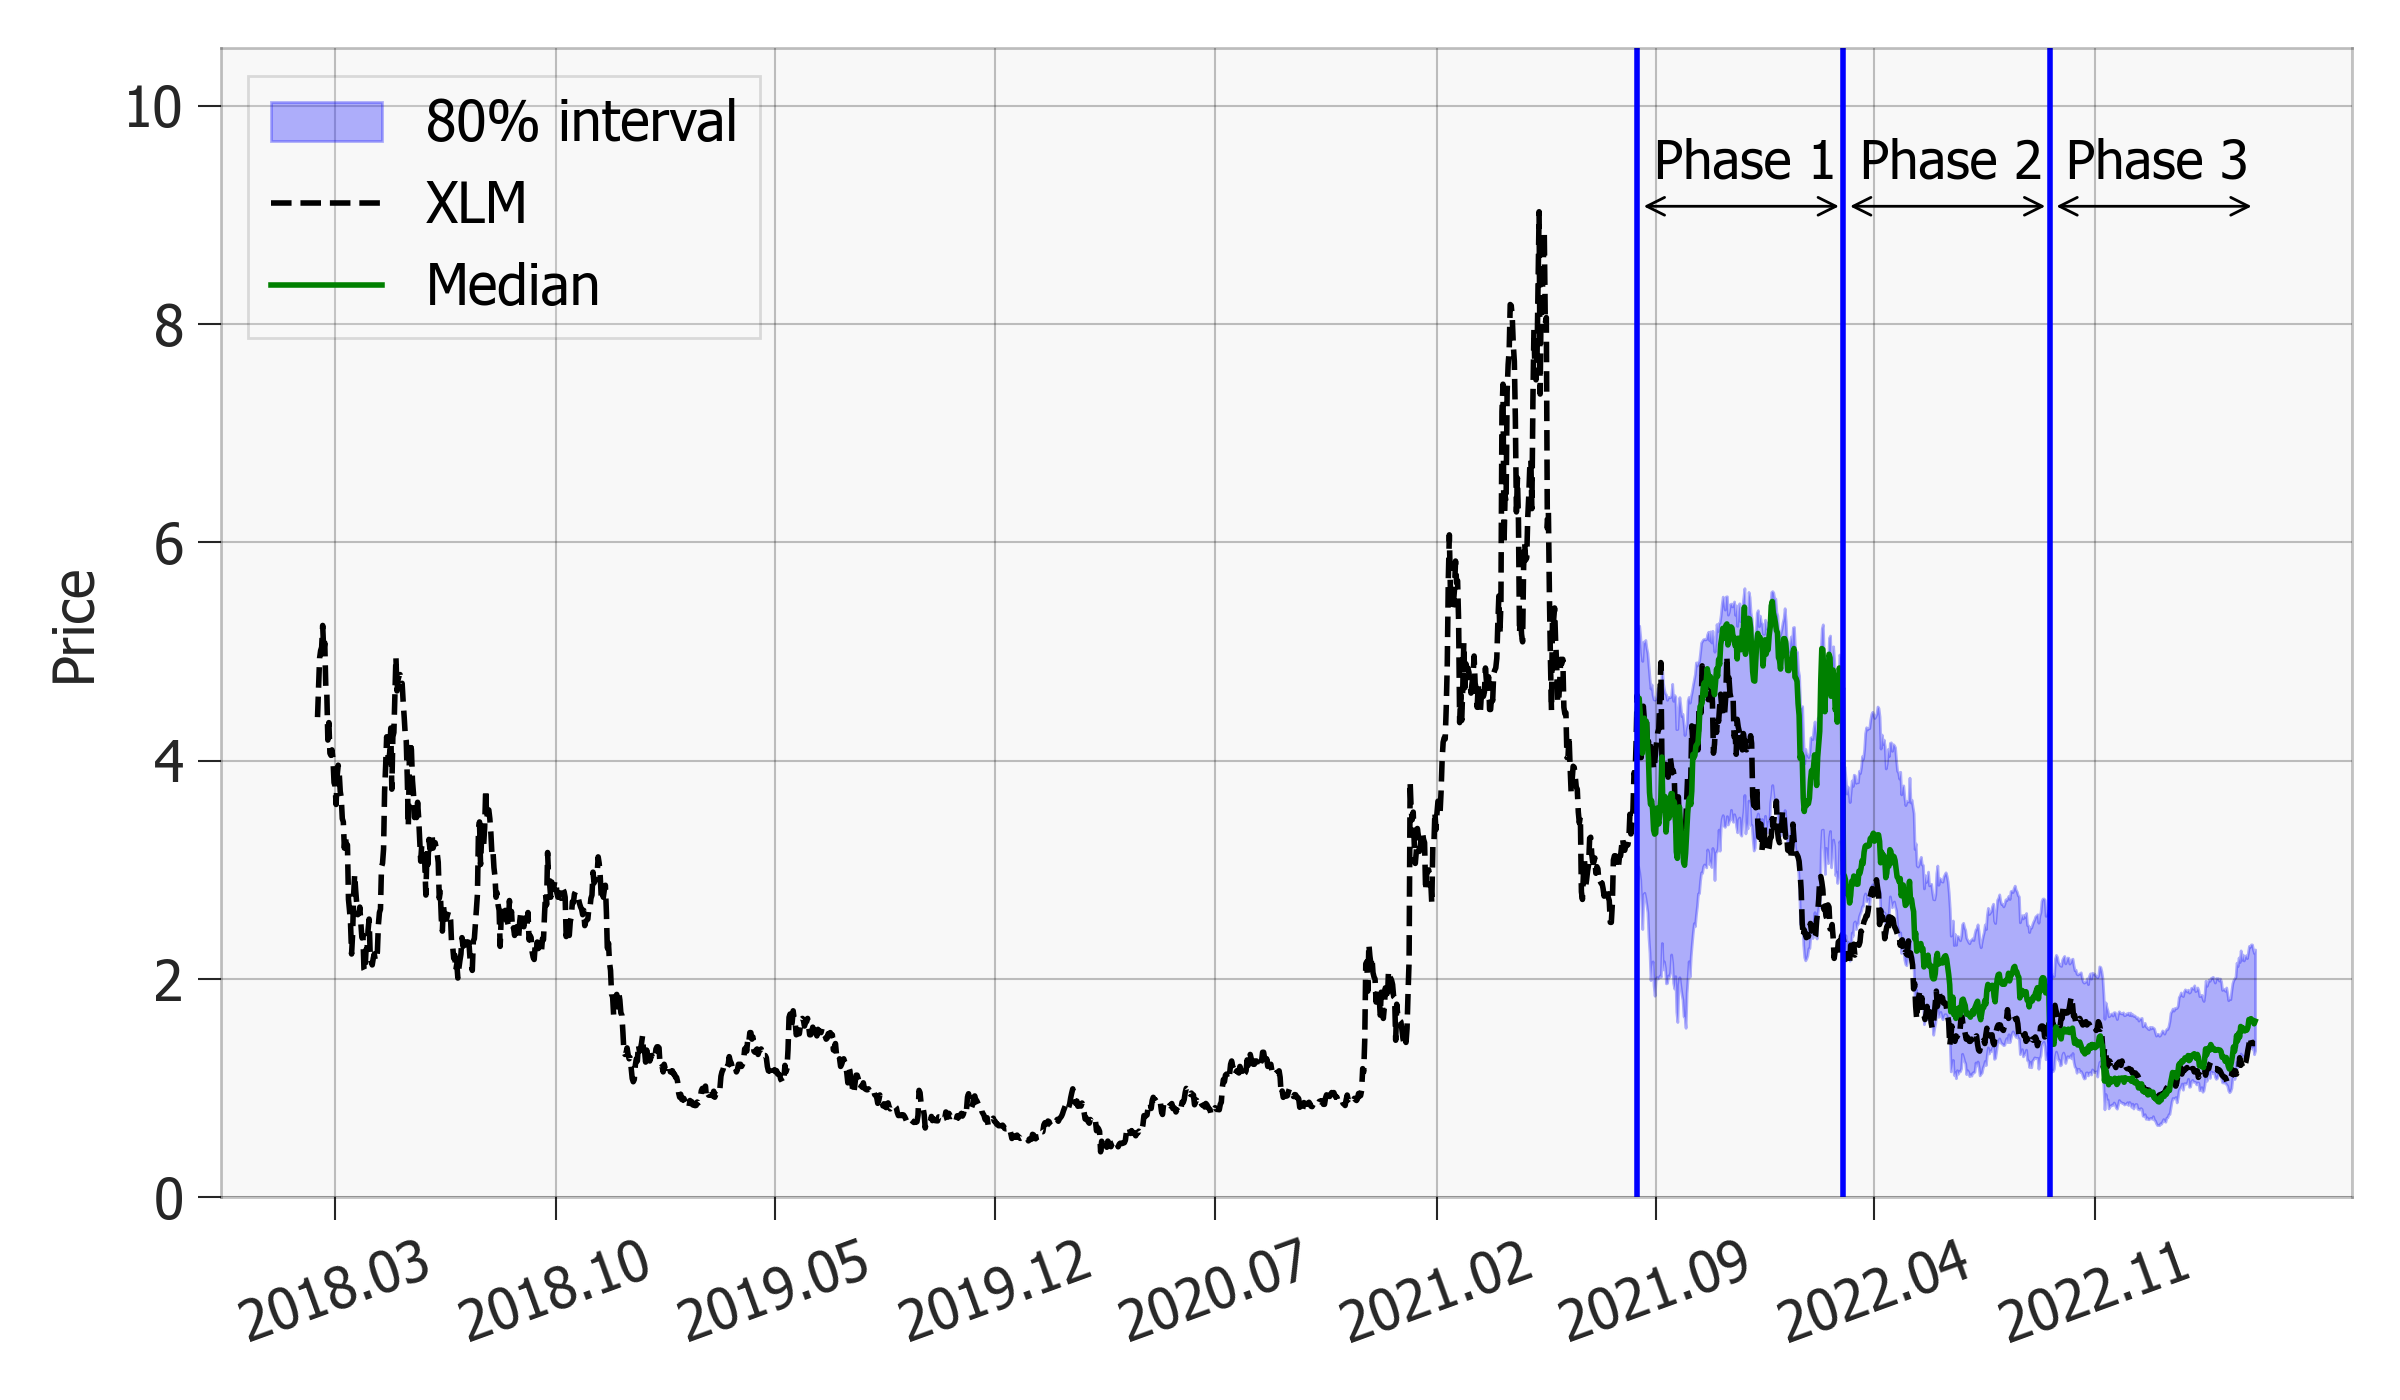 80% interval
XLM
Median
Phase 1
Phase 2
Phase 3
Price
10
8
6
4
2
0
2018.03
2018.10
2019.05
2019.12
2020.07
2021.02
2021.09
2022.04
2022.11